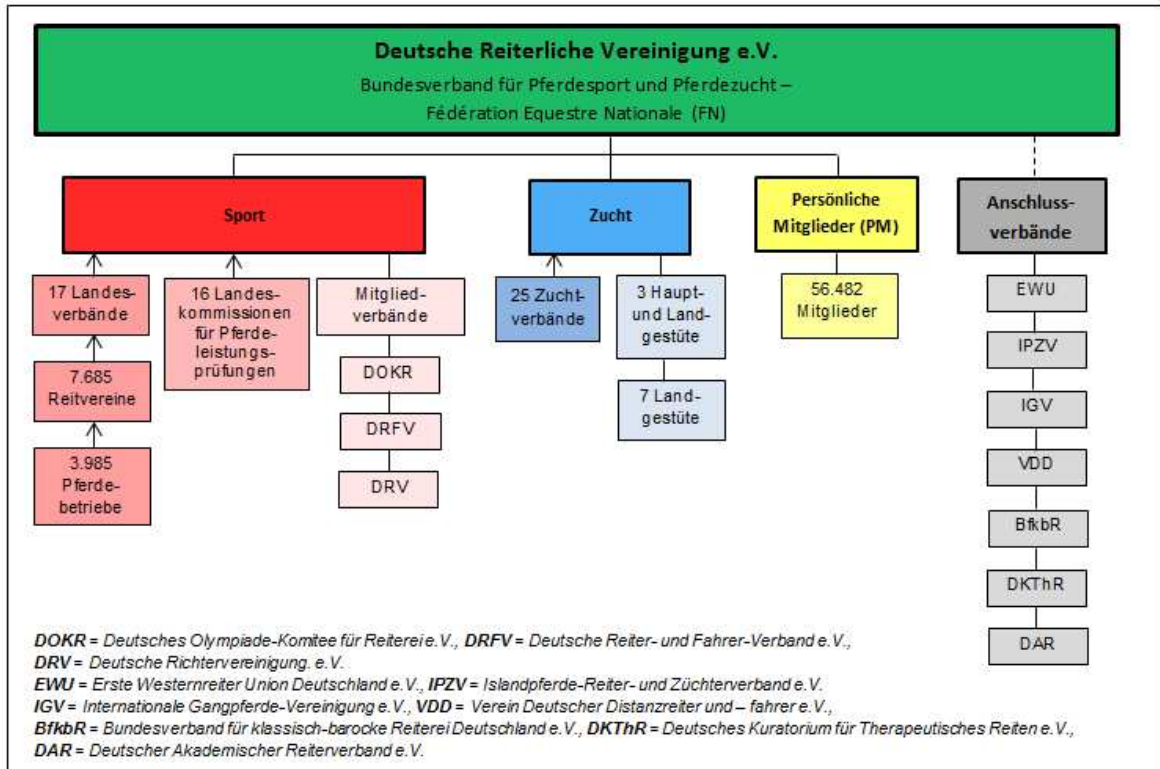 Deutsche Reiterliche Vereinigung e.V.
Bundesverband für Pferdesport und Pferdezucht –
Fédération Equestre Nationale (FN)
Sport
Zucht
Persönliche
Mitglieder (PM)
Anschluss-
verbände
17 Landes-
verbände
7.685
Reitvereine
3.985
Pferde-
betriebe
16 Landes-
kommissionen
für Pferde-
leistungs-
prüfungen
Mitglied-
verbände
DOKR
DRFV
DRV
25 Zucht-
verbände
3 Haupt-
und Land-
gestüte
7 Land-
gestüte
56.482
Mitglieder
EWU
IPZV
IGV
VDD
BfkbR
DKThR
DAR
DOKR = Deutsches Olympiade-Komitee für Reiterei e.V., DRFV = Deutsche Reiter- und Fahrer-Verband e.V.,
DRV = Deutsche Richtervereinigung. e.V.
EWU = Erste Westernreiter Union Deutschland e.V., IPZV = Islandpferde-Reiter- und Züchterverband e.V.
IGV = Internationale Gangpferde-Vereinigung e.V., VDD = Verein Deutscher Distanzreiter und – fahrer e.V.,
BfkbR = Bundesverband für klassisch-barocke Reiterei Deutschland e.V., DKThR = Deutsches Kuratorium für Therapeutisches Reiten e.V.,
DAR = Deutscher Akademischer Reiterverband e.V.